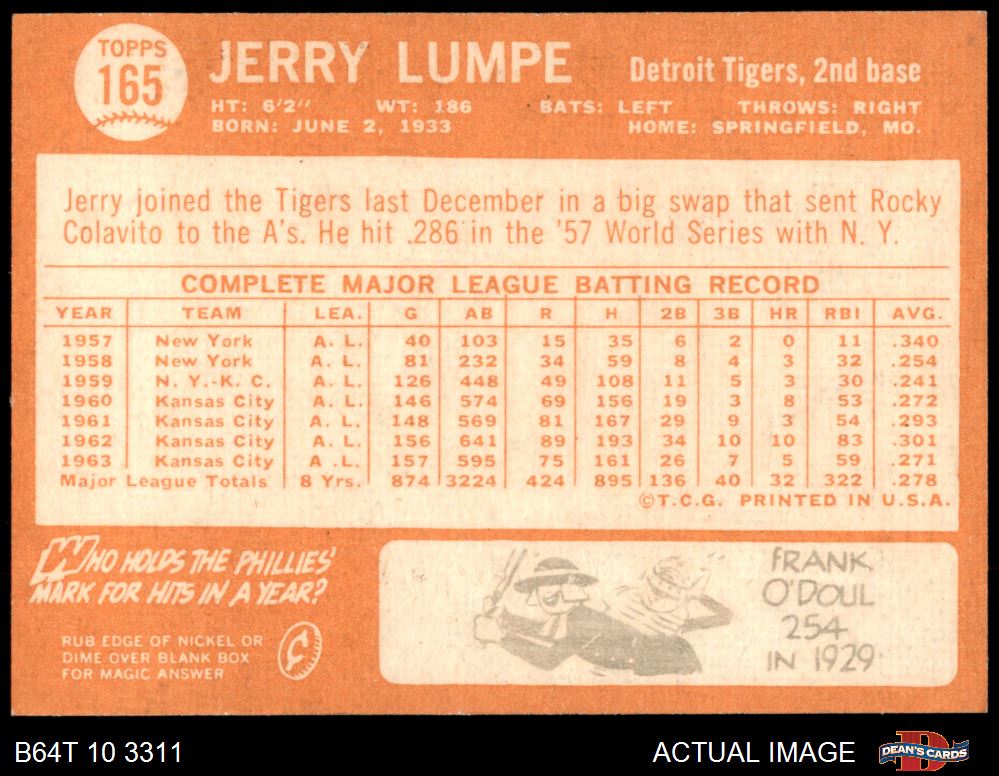 TOPPS
165
JERRY LUMPE
Detroit Tigers, 2nd base
HT: 6'2" WT: 186 BATS: LEFT THROWS: RIGHT
BORN: JUNE 2, 1933 HOME: SPRINGFIELD, MO.
Jerry joined the Tigers last December in a big swap that sent Rocky
Colavito to the A's. He hit .286 in the '57 World Series with N. Y.
COMPLETE MAJOR LEAGUE BATTING RECORD
YEAR TEAM LEA. G AB R H 2B 3B HR RBI AVG.
1957 New York A. L. 40 103 15 35 6 2 0 11 .340
1958 New York A. L. 81 232 34 59 8 4 3 32 .254
1959 N. Y.-K. C. A. L. 126 448 49 108 11 5 3 30 .241
1960 Kansas City A. L. 146 574 69 156 19 3 8 53 .272
1961 Kansas City A. L. 148 569 81 167 29 9 3 54 .293
1962 Kansas City A. L. 156 641 89 193 34 10 10 83 .301
1963 Kansas City A .L. 157 595 75 161 26 7 5 59 .271
Major League Totals 8 Yrs. 874 3224 424 895 136 40 32 322 .278
©T.C.G. PRINTED IN U.S.A.
WHO HOLDS THE PHILLIES'
MARK FOR HITS IN A YEAR?
RUB EDGE OF NICKEL OR
DIME OVER BLANK BOX
FOR MAGIC ANSWER
¢
FRANK
O'DOUL
254
IN 1929
B64T 10 3311
ACTUAL IMAGE
DEAN'S CARDS